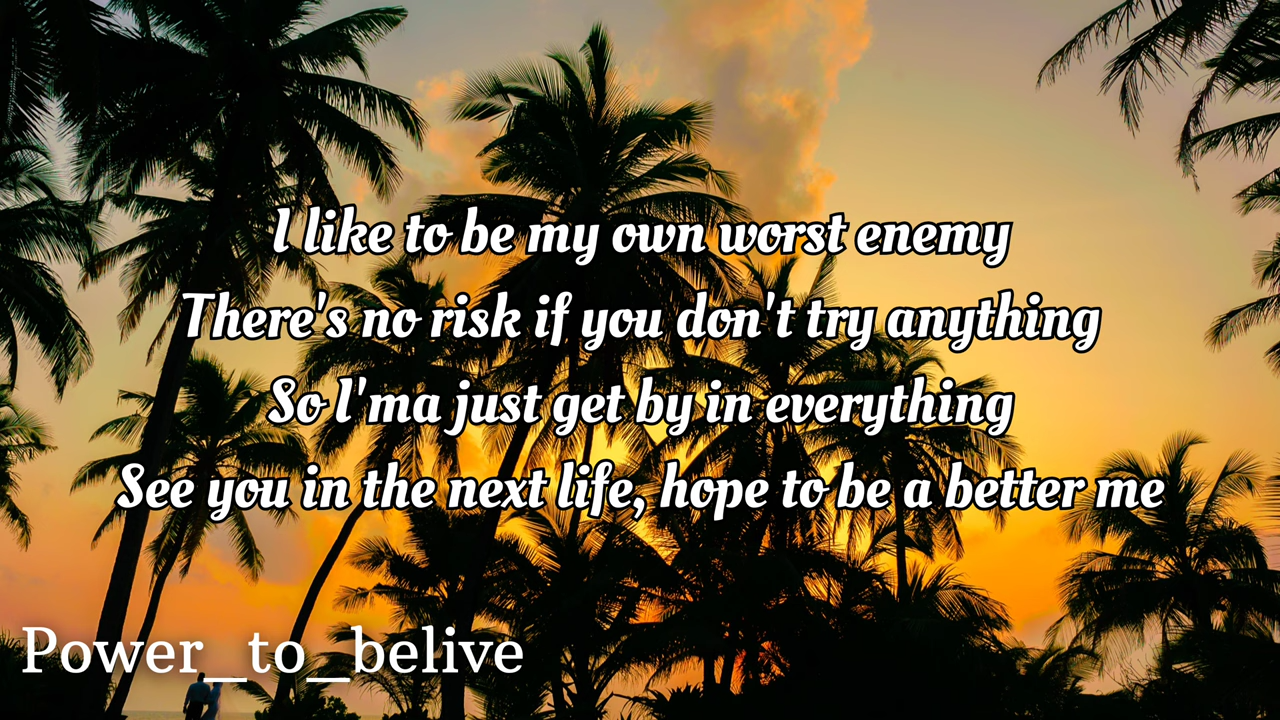 I like to be my own worst enemy
There's no risk if you don't try anything
So I'ma just get by in everything
See you in the next life, hope to be a better me
Power_to_belive